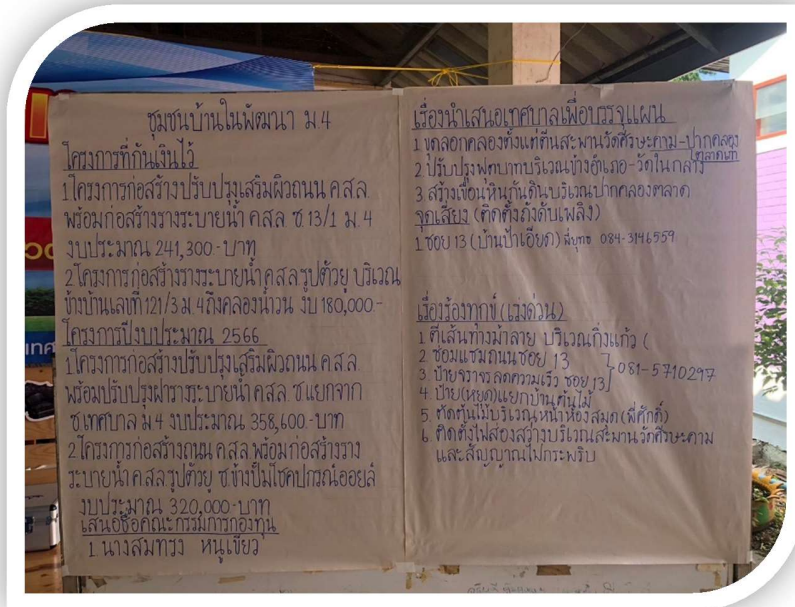 ชุมชนบ้านในพัฒนา ม.4
โครงการที่กันเงินไว้
1.โครงการก่อสร้างปรับปรุงเสริมผิวถนน คสล.
พร้อมก่อสร้างรางระบายน้ำ คสล. ซ.13/1 ม.4
งบประมาณ 241,300.-บาท
2.โครงการก่อสร้างรางระบายน้ำคสล.รูปตัวยู บริเวณ
ข้างบ้านเลขที่ 121/3 ม.4 ถึงคลองน้ำวน งบ 180,000.-
โครงการปีงบประมาณ 2566
1.โครงการก่อสร้างปรับปรุงเสริมผิวถนน คสล.
พร้อมปรับปรุงฝารางระบายน้ำ คสล. ซ.แยกจาก
ซ.เทศบาล ม.4 งบประมาณ 358,600.-บาท
2.โครงการก่อสร้างถนน คสล.พร้อมก่อสร้างราง
ระบายน้ำ คสล.รูปตัวยู ซ.ข้างปั๊มโชคปกรณ์ออยล์
งบประมาณ 320,000.-บาท
เสนอชื่อคณะกรรมการกองทุน
1. นางสมทรง หนูเขียว
เรื่องนำเสนอเทศบาลเพื่อบรรจุแผน
1.ขุดลอกคลองตั้งแต่ตีนสะพานวัดศีรษะคาม-ปากคลอง
ตลาดเก่า
2.ปรับปรุงฟุตบาทบริเวณข้างอำเภอ-วัดในกลาง
3.สร้างเขื่อนหินกันดินบริเวณปากคลองตลาด
จุดเสี่ยง (ติดตั้งถังดับเพลิง)
1.ซอย 13 (บ้านป้าเอียด) 084-3146559
เรื่องร้องทุกข์ (เร่งด่วน)
1. ตีเส้นทางม้าลาย บริเวณกิ่งแก้ว (
2. ซ่อมแซมถนนซอย 13
3. ป้ายจราจรลดความเร็ว ซอย 13 } 081-5710297
4. ป้าย(หยุด)แยกบ้านต้นไม้
5. ตัดต้นไม้บริเวณหน้าห้องสมุด (พี่ศักดิ์)
6. ติดตั้งไฟส่องสว่างบริเวณสะพานวัดศีรษะคาม
และสัญญาณไฟกระพริบ